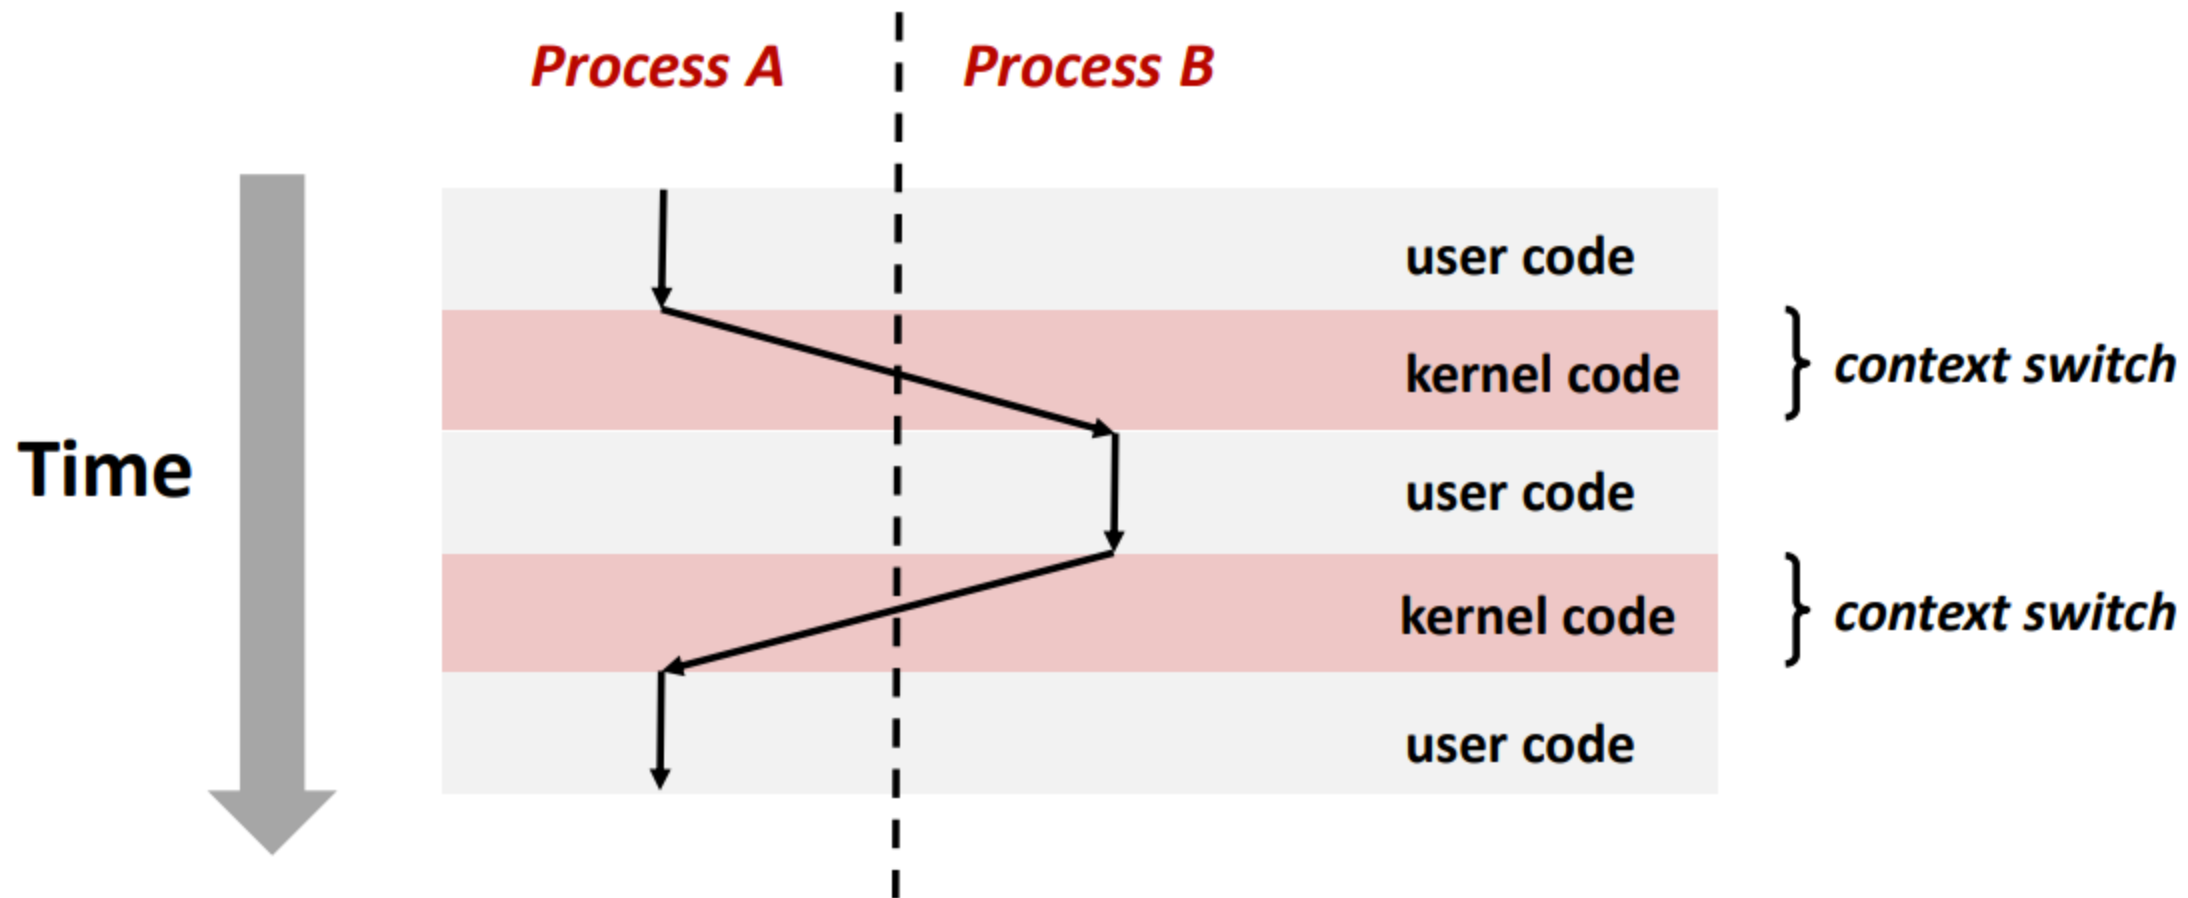 Process A
Process B
user code
kernel code
context switch
Time
user code
kernel code
context switch
user code